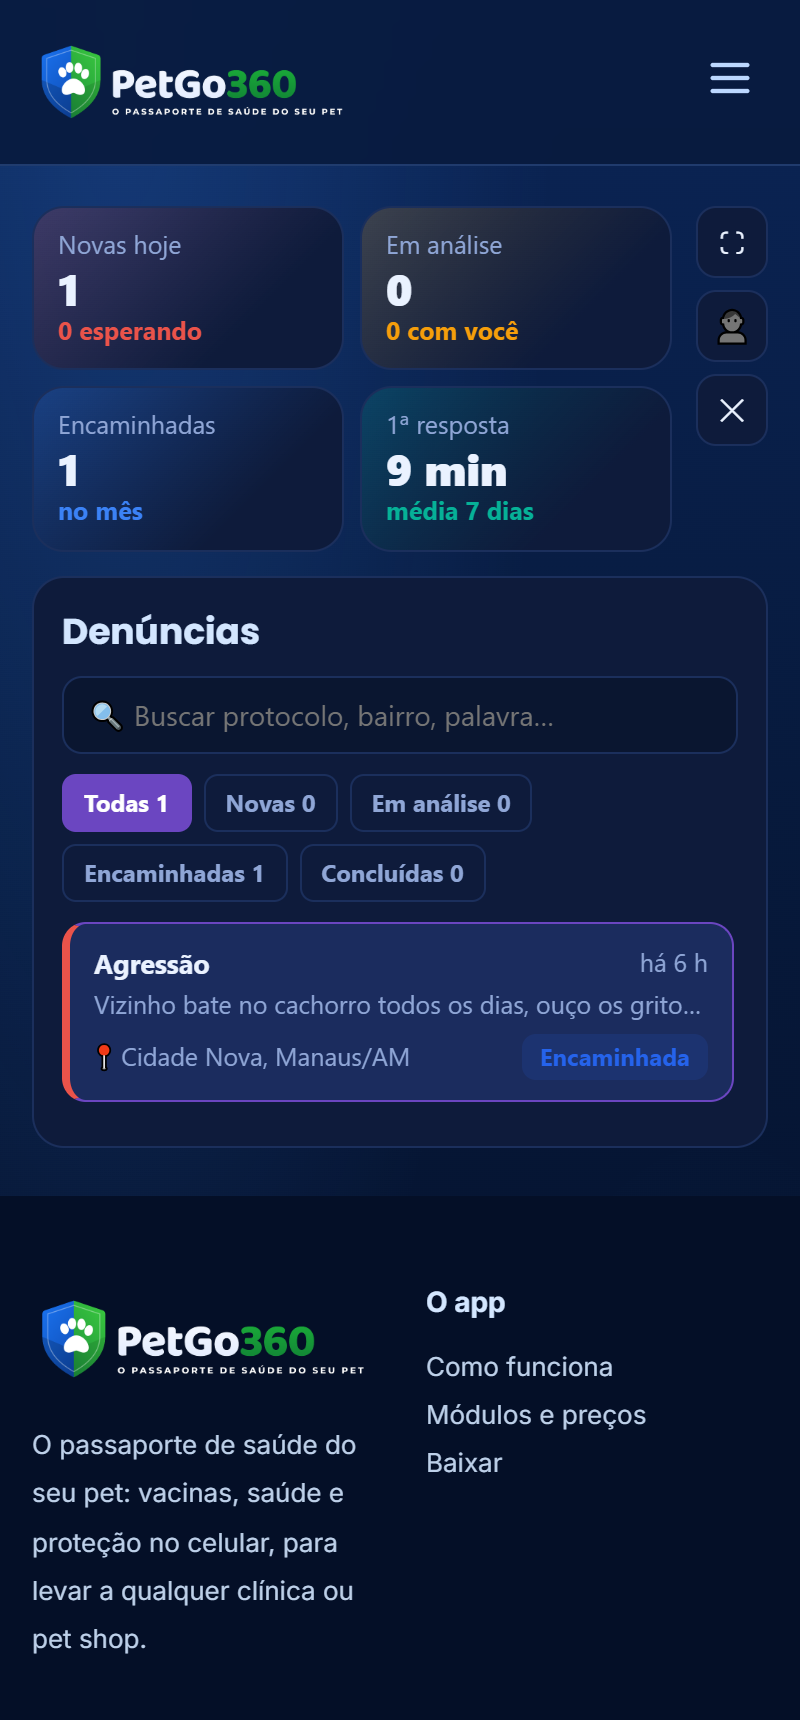 PetGo360
O PASSAPORTE DE SAÚDE DO SEU PET
Novas hoje
1
0 esperando
Em análise
0
0 com você
Encaminhadas
1
no mês
1ª resposta
9 min
média 7 dias
Denúncias
Buscar protocolo, bairro, palavra...
Todas 1
Novas 0
Em análise 0
Encaminhadas 1
Concluídas 0
Agressão
há 6 h
Vizinho bate no cachorro todos os dias, ouço os grito...
Cidade Nova, Manaus/AM
Encaminhada
PetGo360
O PASSAPORTE DE SAÚDE DO SEU PET
O passaporte de saúde do
seu pet: vacinas, saúde e
proteção no celular, para
levar a qualquer clínica ou
pet shop.
O app
Como funciona
Módulos e preços
Baixar